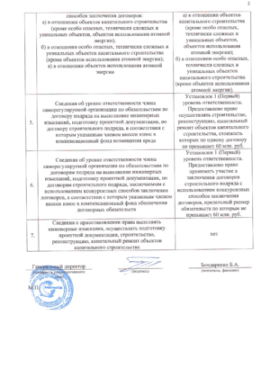 2
способов заключения договоров:
а) в отношении объектов капитального строительства
(кроме особо опасных, технически сложных и
уникальных объектов, объектов использования атомной
энергии);
б) в отношении особо опасных, технически сложных и
уникальных объектов капитального строительства
(кроме объектов использования атомной энергии);
в) в отношении объектов использования атомной
энергии
а) в отношении объектов
капитального строительства
(кроме особо опасных,
технически сложных и
уникальных объектов,
объектов использования
атомной энергии);
б) в отношении особо опасных,
технически сложных и
уникальных объектов
капитального строительства
(кроме объектов
использования атомной
энергии).
5.
Сведения об уровне ответственности члена
саморегулируемой организации по обязательствам по
договору подряда на выполнение инженерных
изысканий, подготовку проектной документации, по
договору строительного подряда, в соответствии с
которым указанным членом внесен взнос в
компенсационный фонд возмещения вреда
Установлен 1 (Первый)
уровень ответственности.
Предоставлено право
осуществлять строительство,
реконструкцию, капитальный
ремонт объектов капитального
строительства, стоимость
которых по одному договору
не превышает 60 млн. руб.
6.
Сведения об уровне ответственности члена
саморегулируемой организации по обязательствам по
договорам подряда на выполнение инженерных
изысканий, подготовку проектной документации, по
договорам строительного подряда, заключаемым с
использованием конкурентных способов заключения
договоров, в соответствии с которым указанным членом
внесен взнос в компенсационный фонд обеспечения
договорных обязательств
Установлен 1 (Первый)
уровень ответственности.
Предоставлено право
принимать участие в
заключении договоров
строительного подряда с
использованием конкурентных
способов заключения
договоров, предельный размер
обязательств по которым не
превышает 60 млн. руб.
7.
Сведения о приостановлении права выполнять
инженерные изыскания, осуществлять подготовку
проектной документации, строительство,
реконструкцию, капитальный ремонт объектов
капитального строительства
нет
Генеральный директор
Бондаренко Б.А.
М.П.